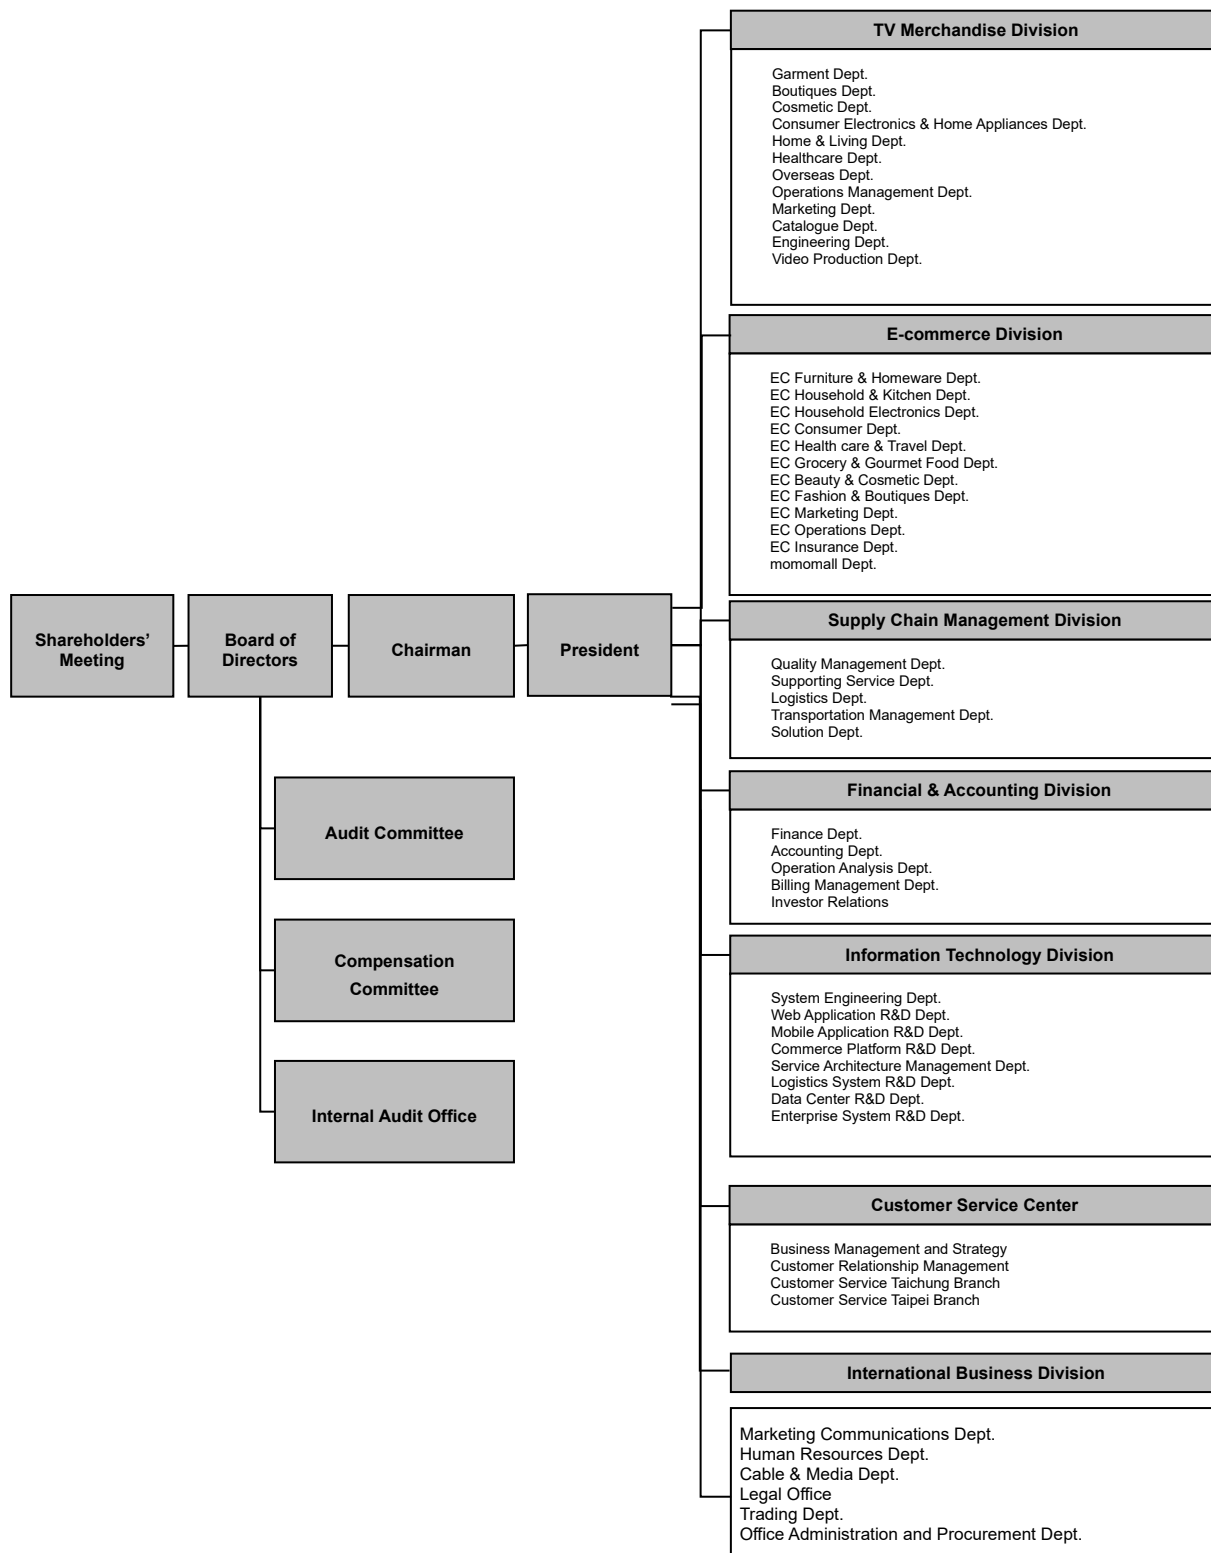 TV Merchandise Division
Garment Dept.
Boutiques Dept.
Cosmetic Dept.
Consumer Electronics & Home Appliances Dept.
Home & Living Dept.
Healthcare Dept.
Overseas Dept.
Operations Management Dept.
Marketing Dept.
Catalogue Dept.
Engineering Dept.
Video Production Dept.
E-commerce Division
EC Furniture & Homeware Dept.
EC Household & Kitchen Dept.
EC Household Electronics Dept.
EC Consumer Dept.
EC Health care & Travel Dept.
EC Grocery & Gourmet Food Dept.
EC Beauty & Cosmetic Dept.
EC Fashion & Boutiques Dept.
EC Marketing Dept.
EC Operations Dept.
EC Insurance Dept.
momomall Dept.
Shareholders’
Meeting
Board of
Directors
Chairman
President
Supply Chain Management Division
Quality Management Dept.
Supporting Service Dept.
Logistics Dept.
Transportation Management Dept.
Solution Dept.
Audit Committee
Compensation
Committee
Internal Audit Office
Financial & Accounting Division
Finance Dept.
Accounting Dept.
Operation Analysis Dept.
Billing Management Dept.
Investor Relations
Information Technology Division
System Engineering Dept.
Web Application R&D Dept.
Mobile Application R&D Dept.
Commerce Platform R&D Dept.
Service Architecture Management Dept.
Logistics System R&D Dept.
Data Center R&D Dept.
Enterprise System R&D Dept.
Customer Service Center
Business Management and Strategy
Customer Relationship Management
Customer Service Taichung Branch
Customer Service Taipei Branch
International Business Division
Marketing Communications Dept.
Human Resources Dept.
Cable & Media Dept.
Legal Office
Trading Dept.
Office Administration and Procurement Dept.